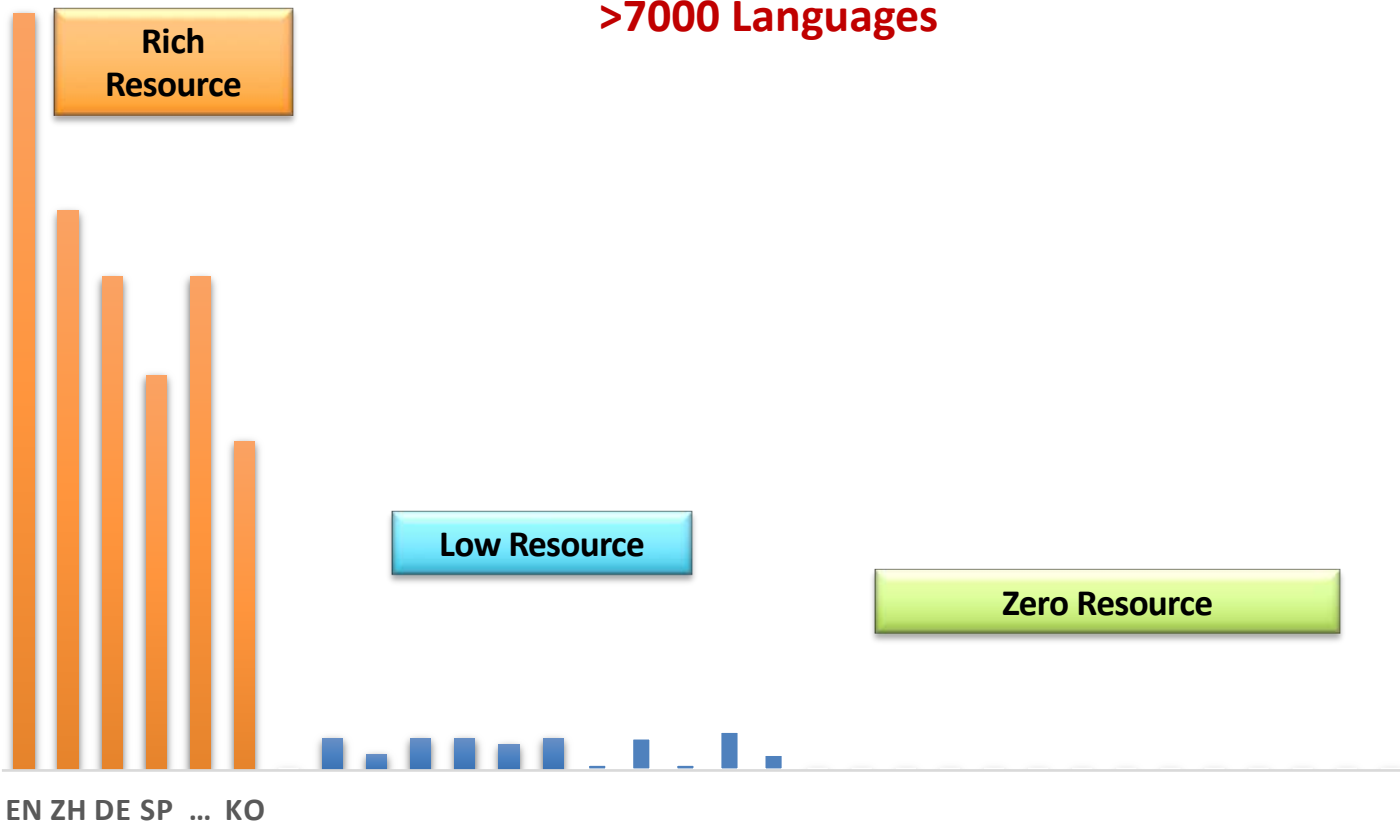 >7000 Languages
Rich
Resource
Low Resource
Zero Resource
EN ZH DE SP ... KO